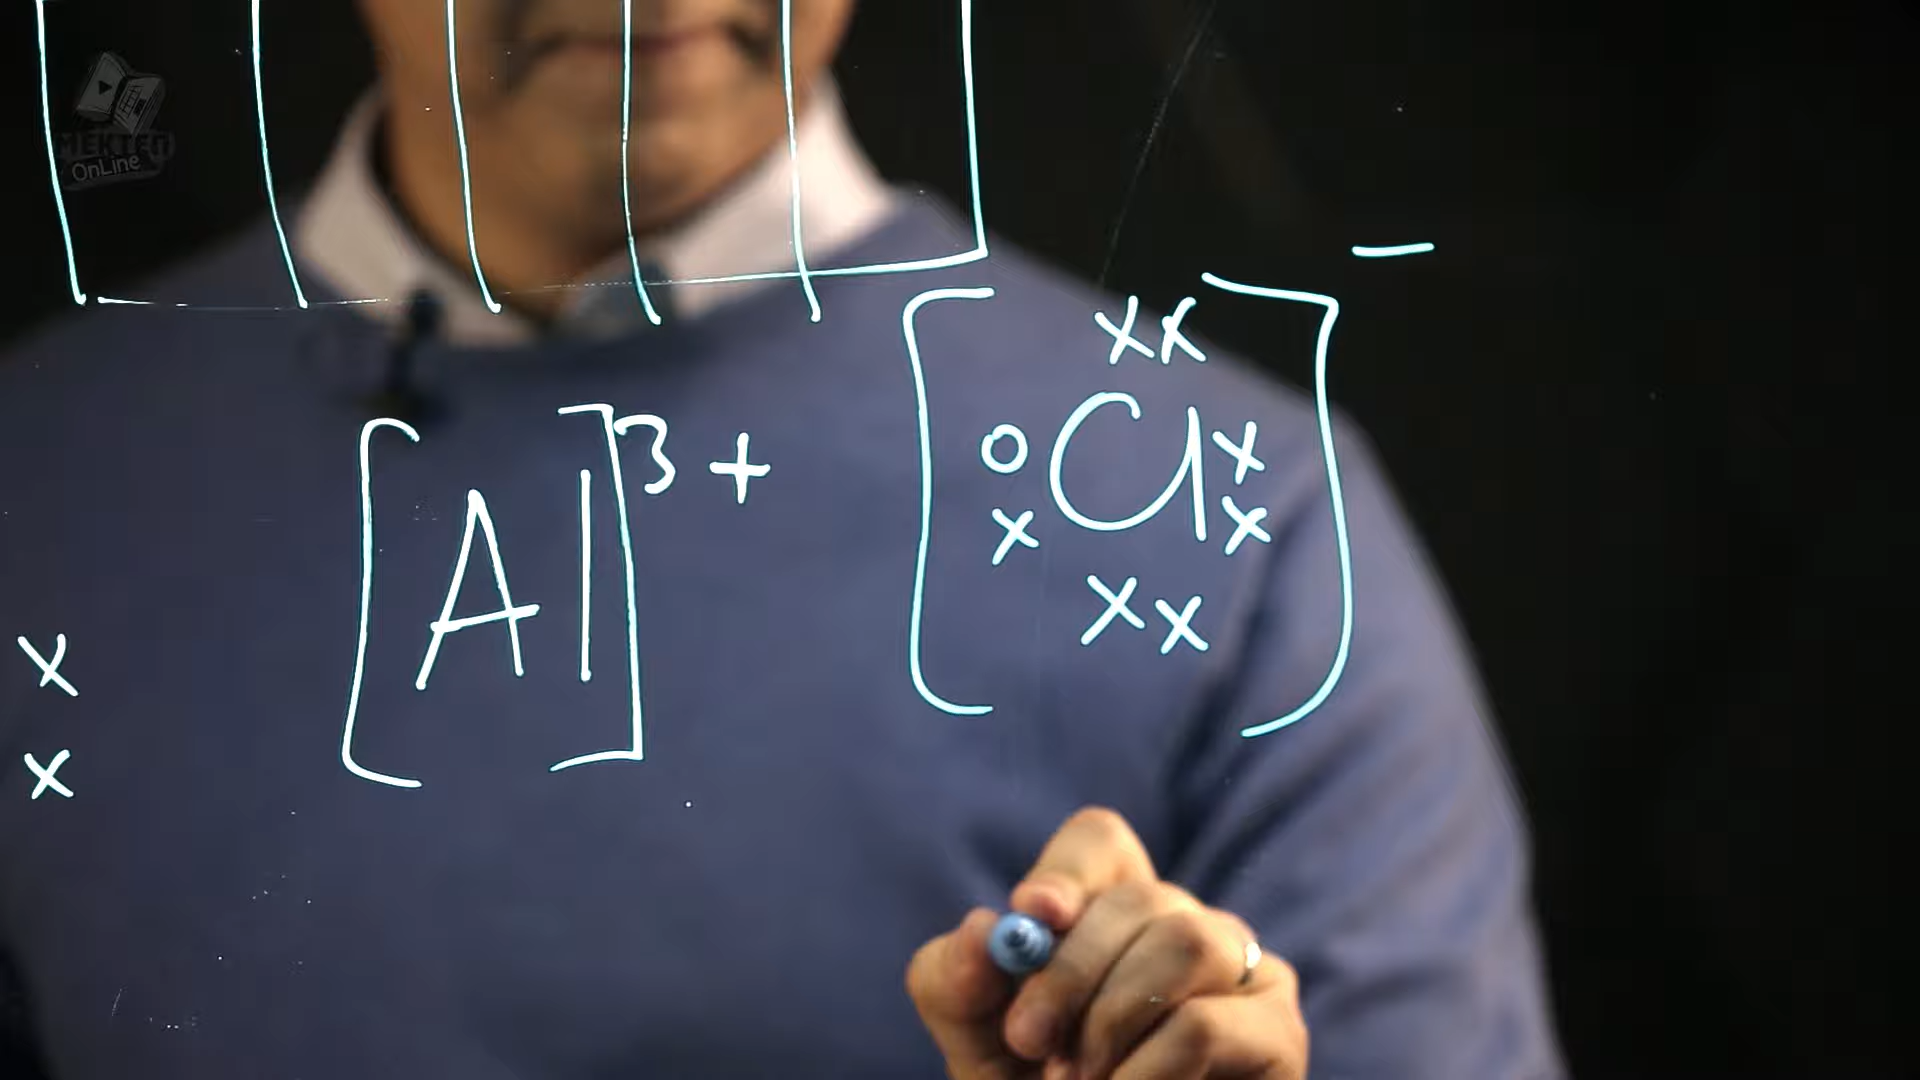 MEKTEP
OnLine
[Al]³⁺ [Cl]⁻
x x
o x
x x
x x
x
x